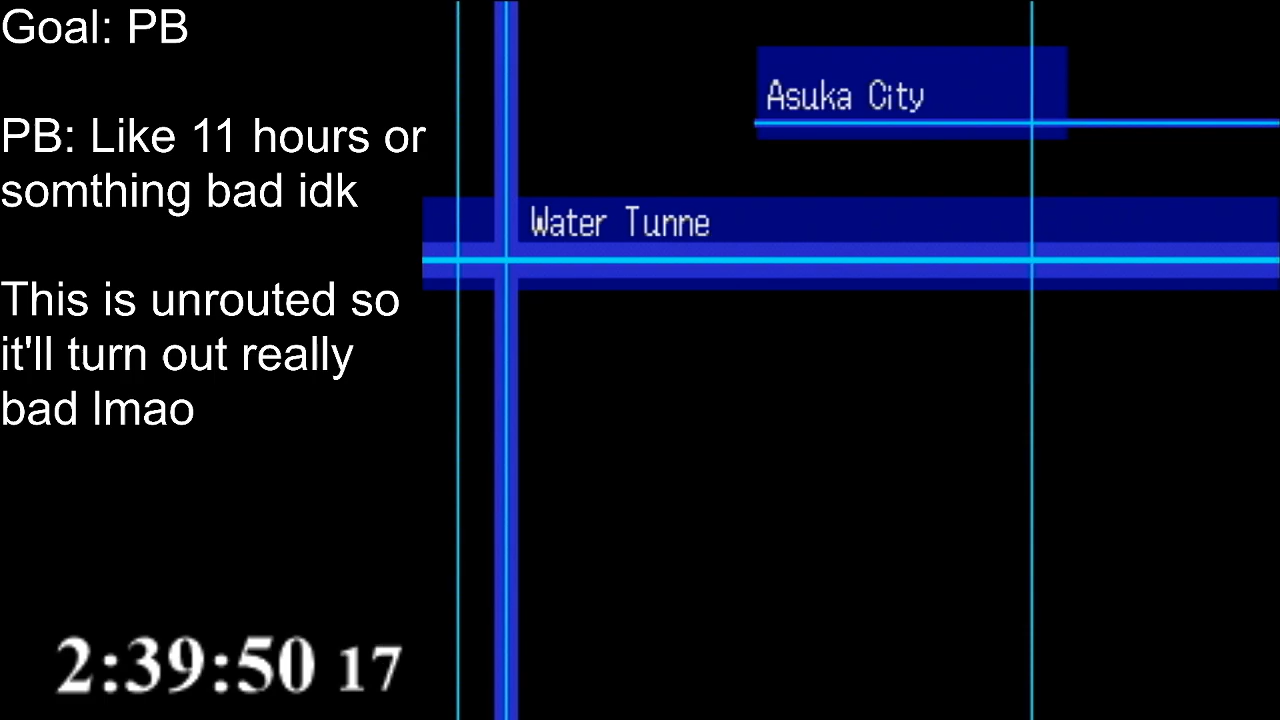 Goal: PB
PB: Like 11 hours or
somthing bad idk
This is unrouted so
it'll turn out really
bad lmao
Asuka City
Water Tunne
2:39:50 17